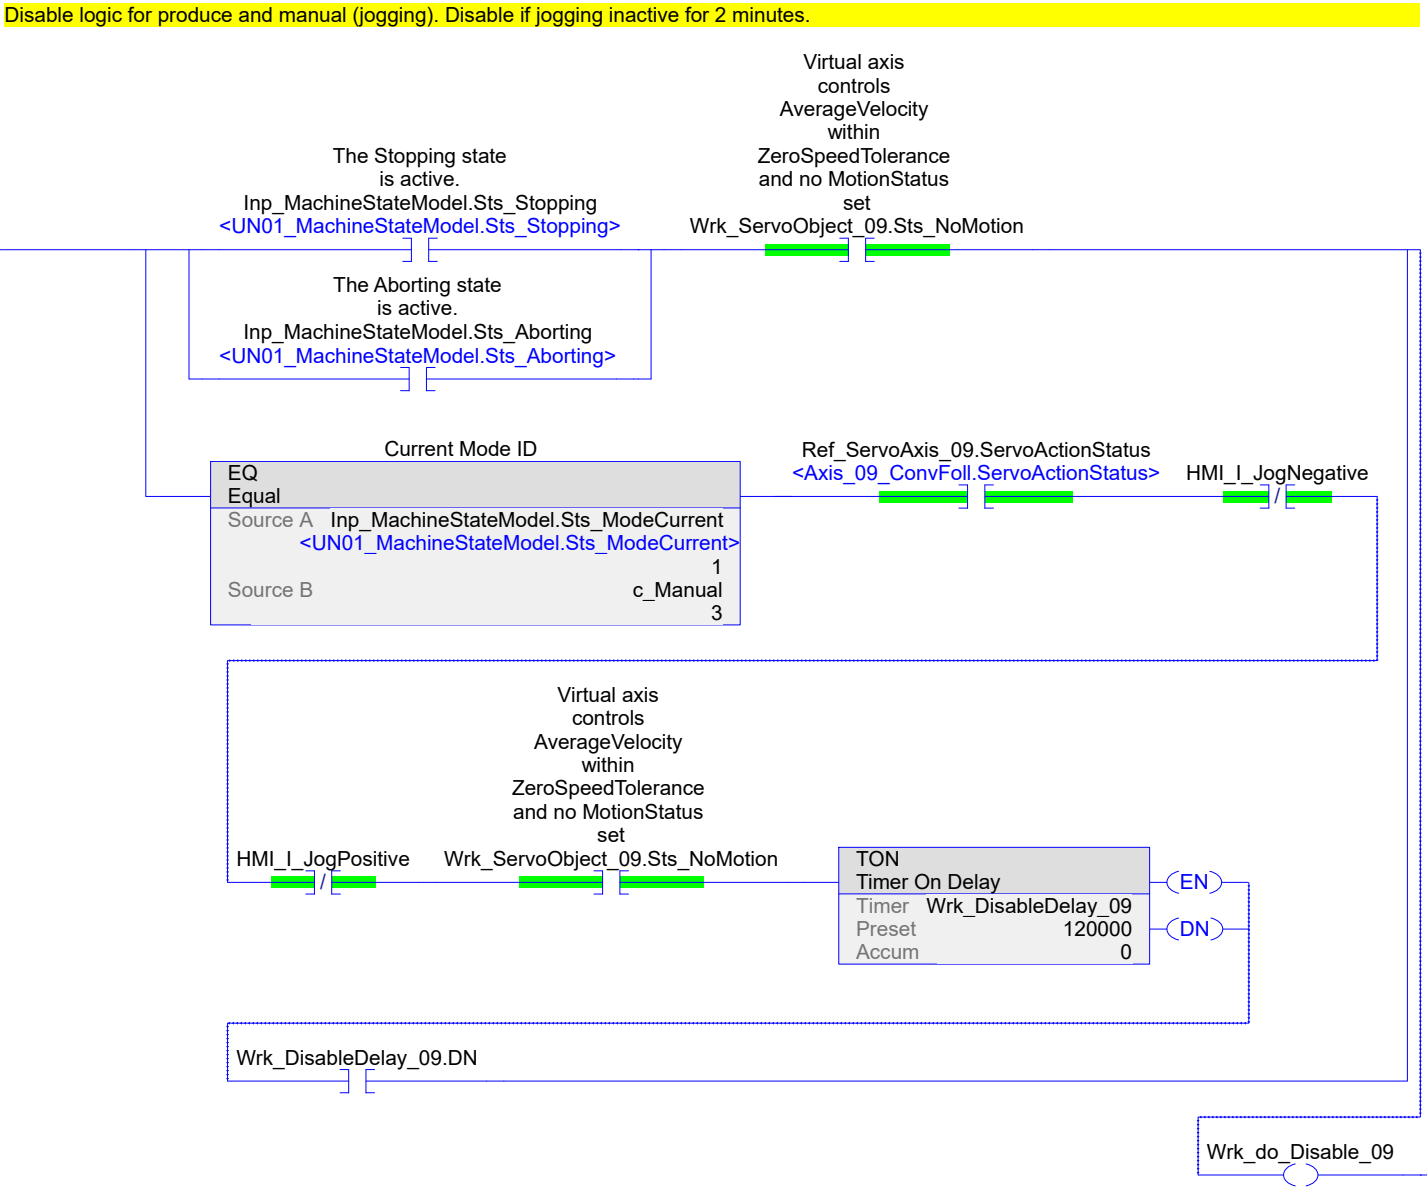 Disable logic for produce and manual (jogging). Disable if jogging inactive for 2 minutes.
The Stopping state
is active.
Inp_MachineStateModel.Sts_Stopping
<UN01_MachineStateModel.Sts_Stopping>
Virtual axis
controls
AverageVelocity
within
ZeroSpeedTolerance
and no MotionStatus
set
Wrk_ServoObject_09.Sts_NoMotion
The Aborting state
is active.
Inp_MachineStateModel.Sts_Aborting
<UN01_MachineStateModel.Sts_Aborting>
Current Mode ID
EQ
Equal
Source A Inp_MachineStateModel.Sts_ModeCurrent
<UN01_MachineStateModel.Sts_ModeCurrent>
1
Source B c_Manual
3
Ref_ServoAxis_09.ServoActionStatus
<Axis_09_ConvFoll.ServoActionStatus>
HMI_I_JogNegative
/
HMI_I_JogPositive
/
Virtual axis
controls
AverageVelocity
within
ZeroSpeedTolerance
and no MotionStatus
set
Wrk_ServoObject_09.Sts_NoMotion
TON
Timer On Delay
Timer Wrk_DisableDelay_09
Preset 120000
Accum 0
EN
DN
Wrk_DisableDelay_09.DN
Wrk_do_Disable_09